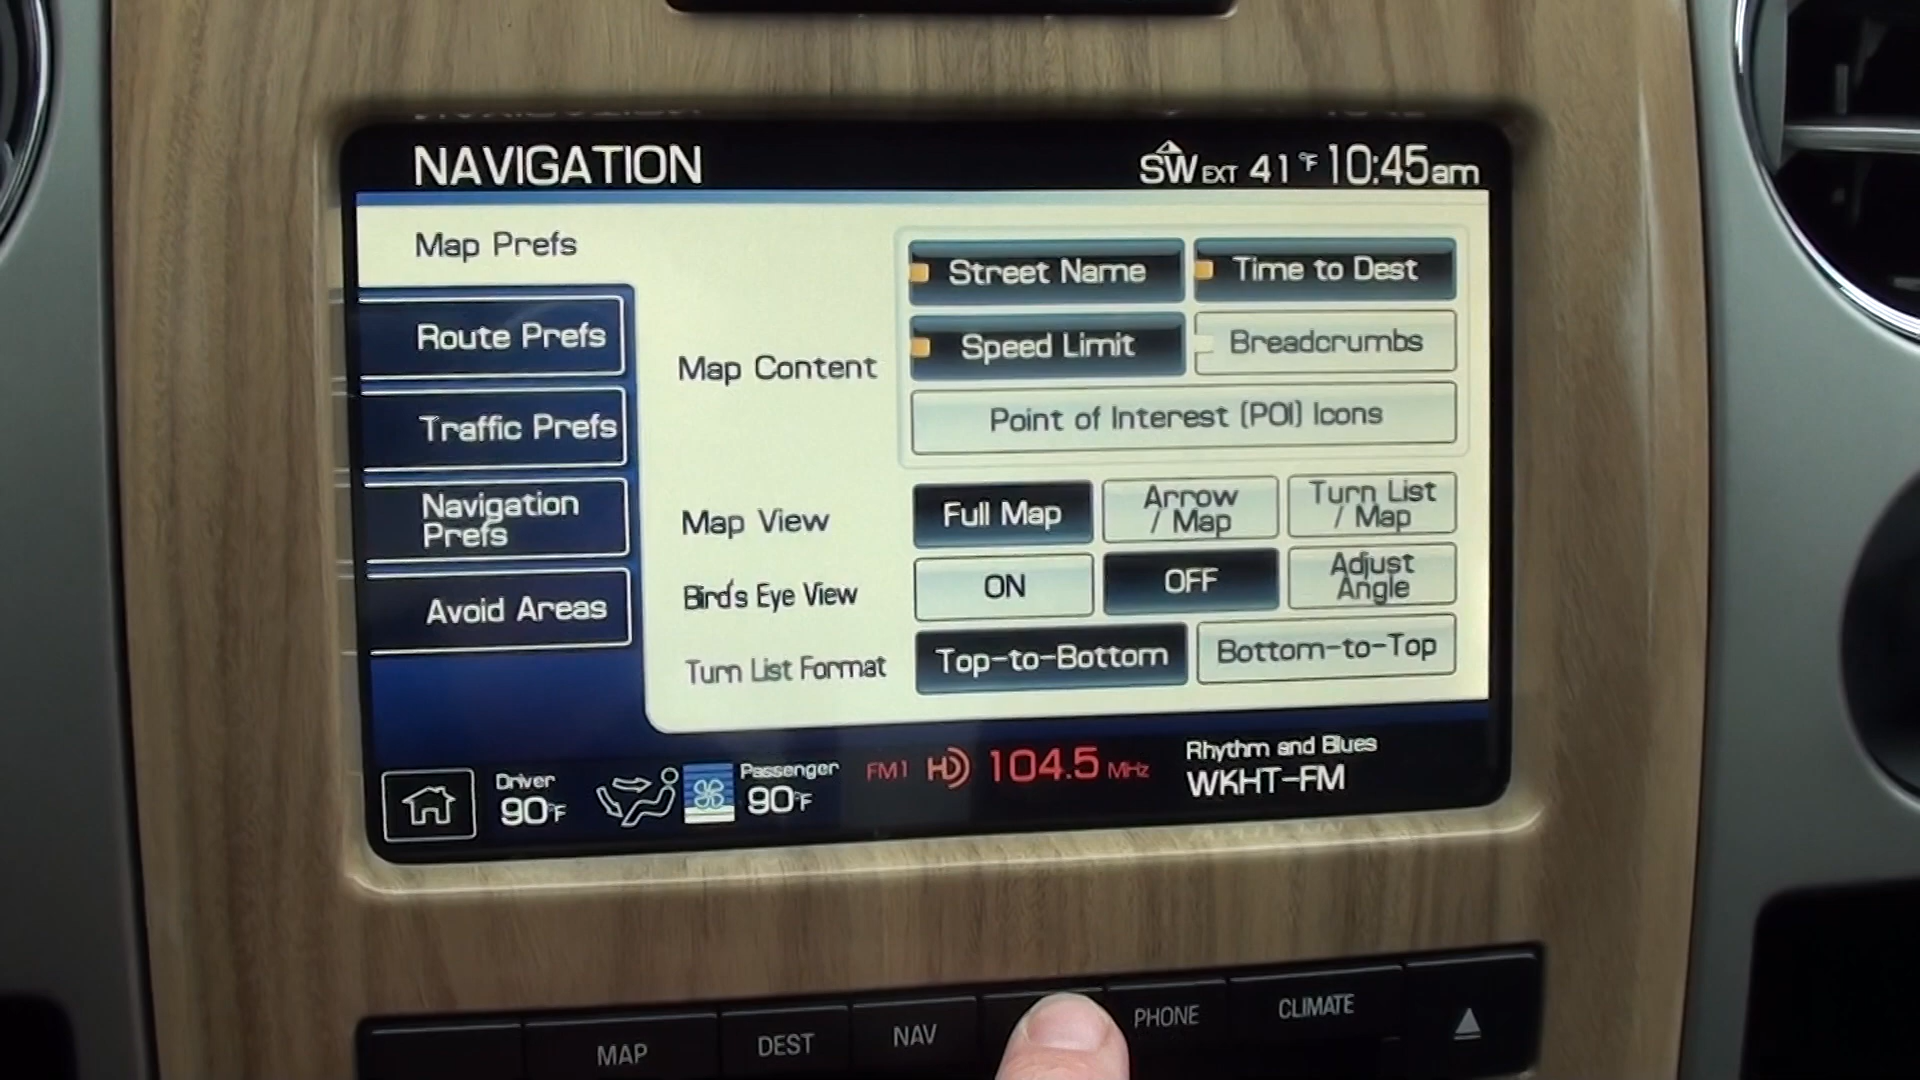 NAVIGATION
SW EXT 41°F 10:45am
Map Prefs
Route Prefs
Traffic Prefs
Navigation
Prefs
Avoid Areas
Map Content
Street Name
Time to Dest
Speed Limit
Breadcrumbs
Point of Interest (POI) Icons
Map View
Full Map
Arrow
/ Map
Turn List
/ Map
Bird's Eye View
ON
OFF
Adjust
Angle
Turn List Format
Top-to-Bottom
Bottom-to-Top
Driver
90°F
Passenger
90°F
FM1 HD 104.5 MHz
Rhythm and Blues
WKHT-FM
MAP
DEST
NAV
PHONE
CLIMATE